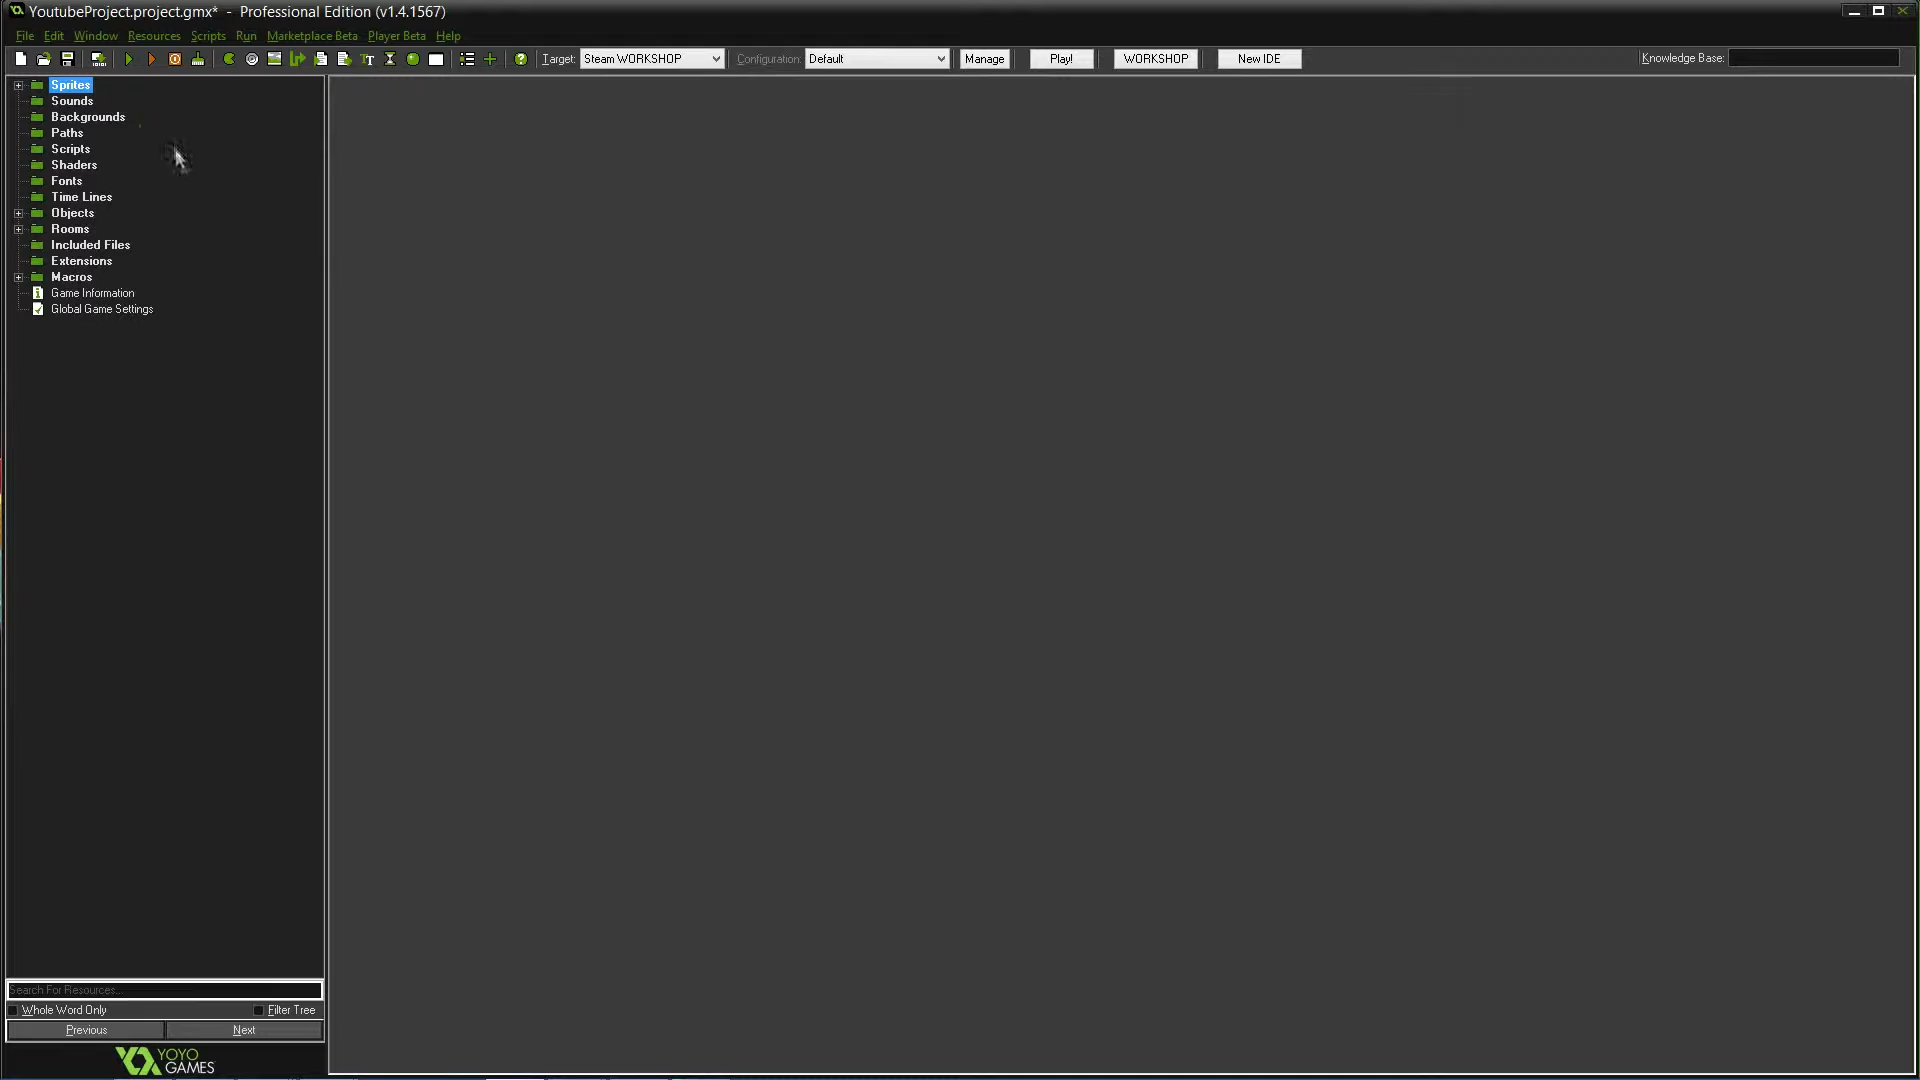 YoutubeProject.project.gmx* - Professional Edition (v1.4.1567)
File Edit Window Resources Scripts Run Marketplace Beta Player Beta Help
Target: Steam WORKSHOP Configuration: Default Manage Play! WORKSHOP New IDE Knowledge Base:
Sprites
Sounds
Backgrounds
Paths
Scripts
Shaders
Fonts
Time Lines
Objects
Rooms
Included Files
Extensions
Macros
Game Information
Global Game Settings
Search For Resources...
Whole Word Only Filter Tree
Previous Next
YOYO
GAMES